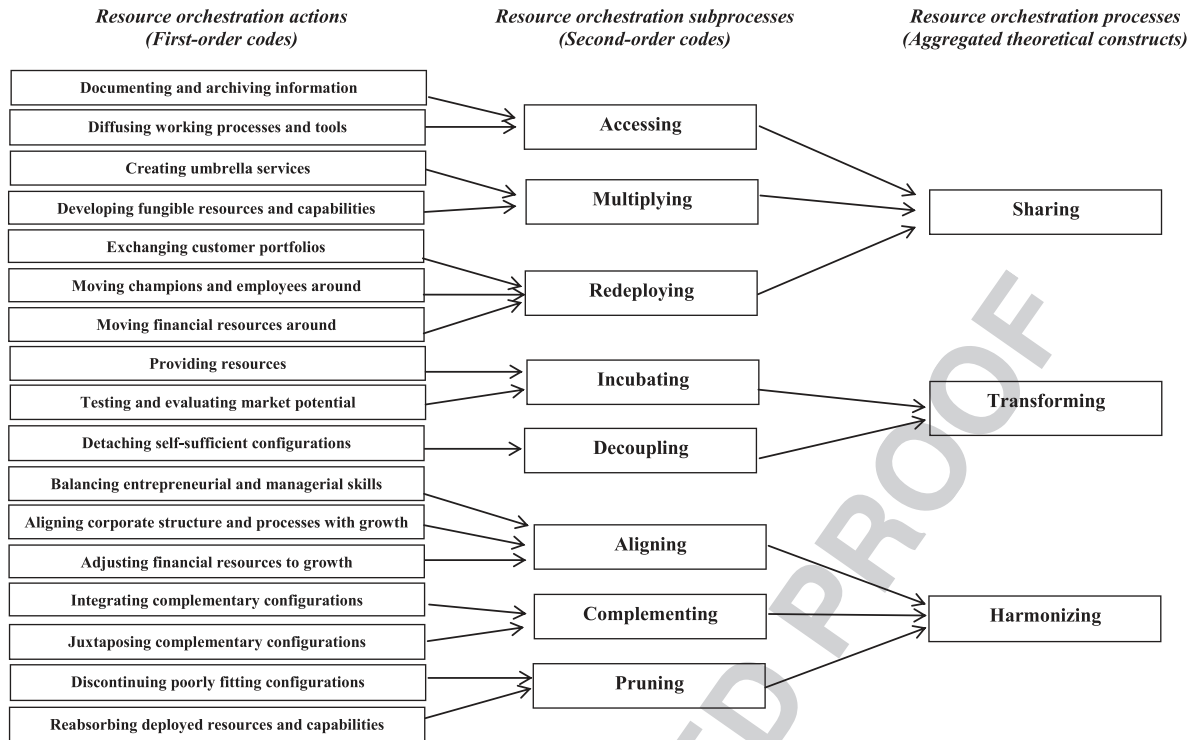 Resource orchestration actions
(First-order codes)
Resource orchestration subprocesses
(Second-order codes)
Resource orchestration processes
(Aggregated theoretical constructs)
Documenting and archiving information
Diffusing working processes and tools
Creating umbrella services
Developing fungible resources and capabilities
Exchanging customer portfolios
Moving champions and employees around
Moving financial resources around
Providing resources
Testing and evaluating market potential
Detaching self-sufficient configurations
Balancing entrepreneurial and managerial skills
Aligning corporate structure and processes with growth
Adjusting financial resources to growth
Integrating complementary configurations
Juxtaposing complementary configurations
Discontinuing poorly fitting configurations
Reabsorbing deployed resources and capabilities
Accessing
Multiplying
Redeploying
Incubating
Decoupling
Aligning
Complementing
Pruning
Sharing
Transforming
Harmonizing
ED PROOF